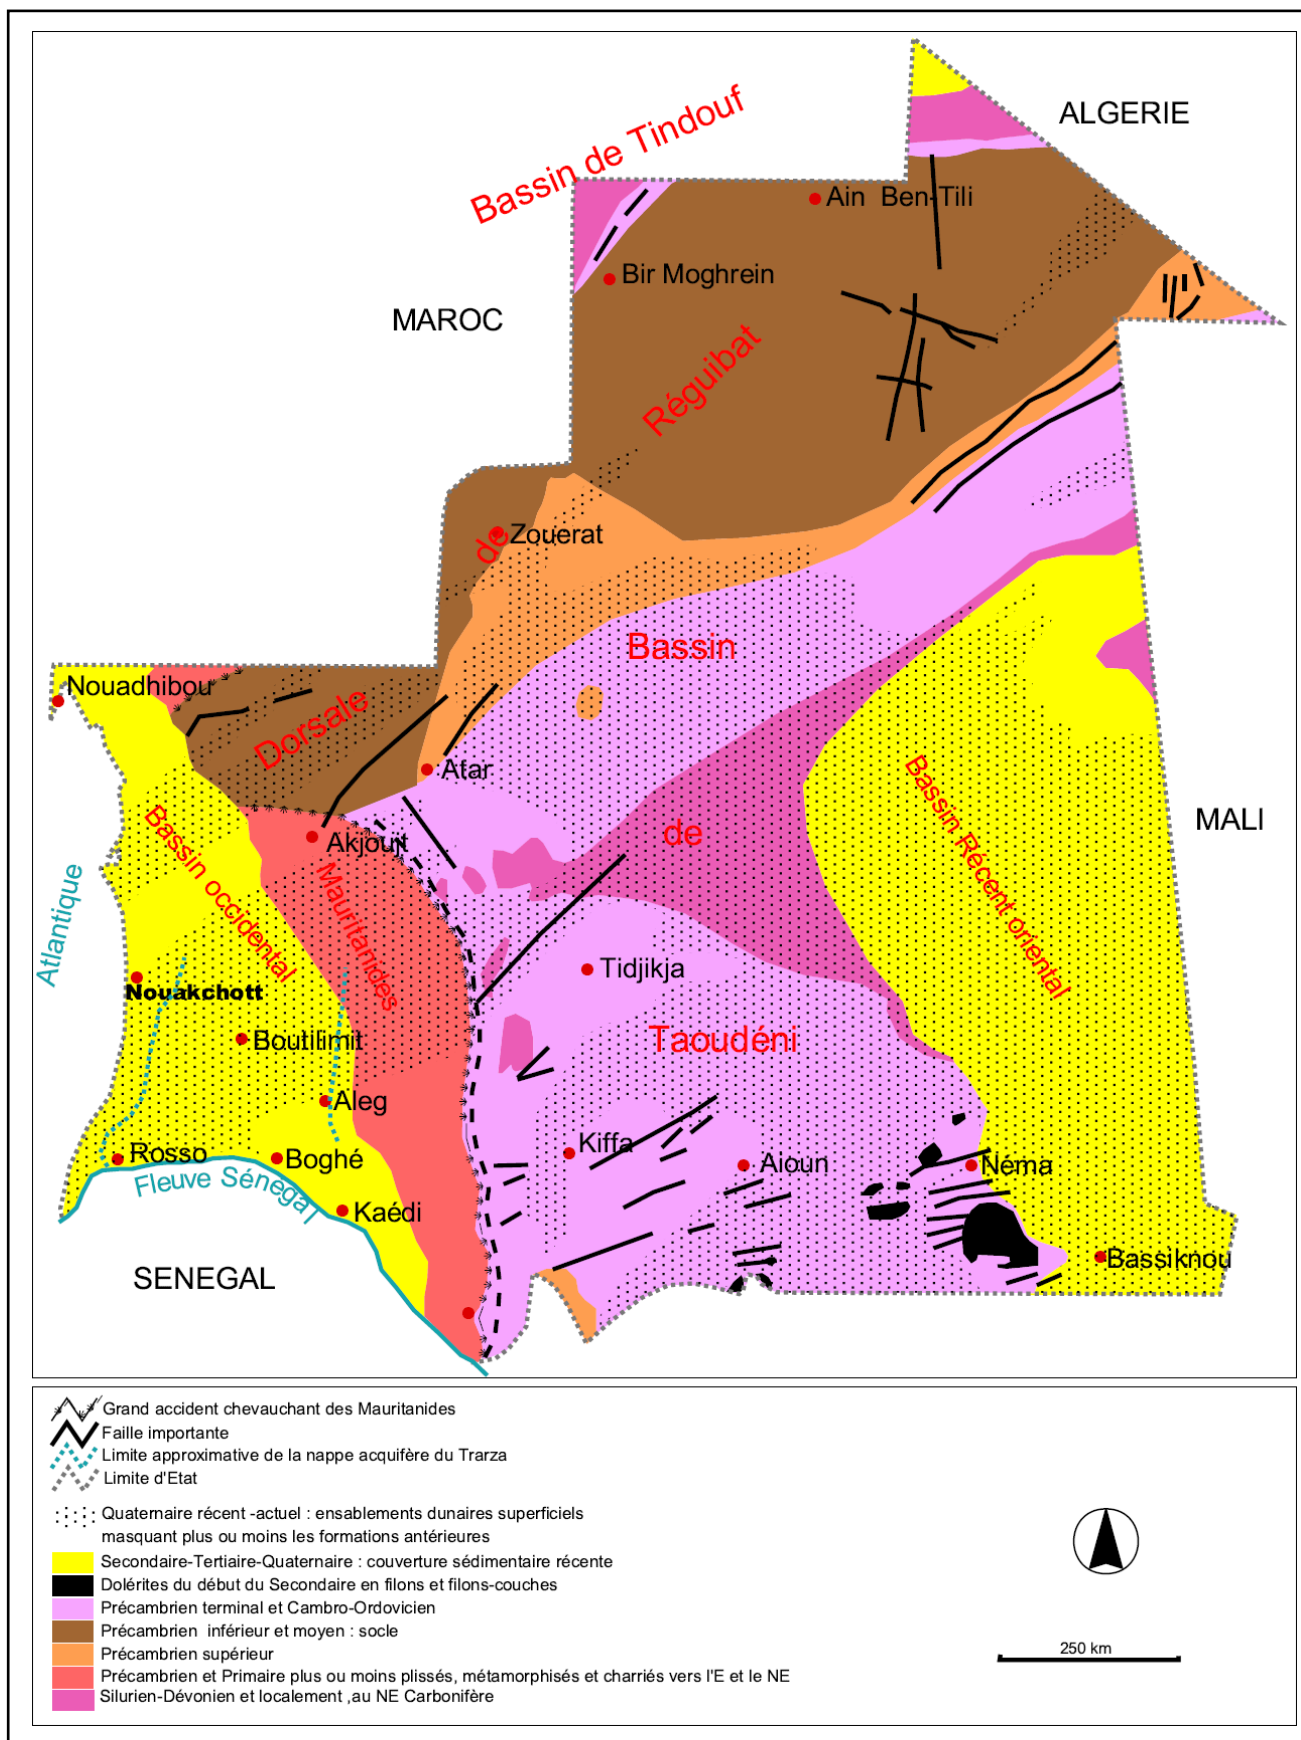 ALGERIE
Bassin de Tindouf
Ain Ben-Tili
Bir Moghrein
MAROC
Réguibat
de
Zouerat
Bassin
Nouadhibou
Dorsale
Atar
Bassin Récent oriental
MALI
de
Bassin occidental
Akjoujt
Mauritanides
Atlantique
Tidjikja
Nouakchott
Boutilimit
Taoudéni
Aleg
Rosso
Boghé
Kiffa
Aioun
Néma
Fleuve Sénégal
Kaédi
SENEGAL
Bassiknou
Grand accident chevauchant des Mauritanides
Faille importante
Limite approximative de la nappe acquifère du Trarza
Limite d'Etat
Quaternaire récent -actuel : ensablements dunaires superficiels
masquant plus ou moins les formations antérieures
Secondaire-Tertiaire-Quaternaire : couverture sédimentaire récente
Dolérites du début du Secondaire en filons et filons-couches
Précambrien terminal et Cambro-Ordovicien
Précambrien inférieur et moyen : socle
Précambrien supérieur
Précambrien et Primaire plus ou moins plissés, métamorphisés et charriés vers l'E et le NE
Silurien-Dévonien et localement ,au NE Carbonifère
250 km